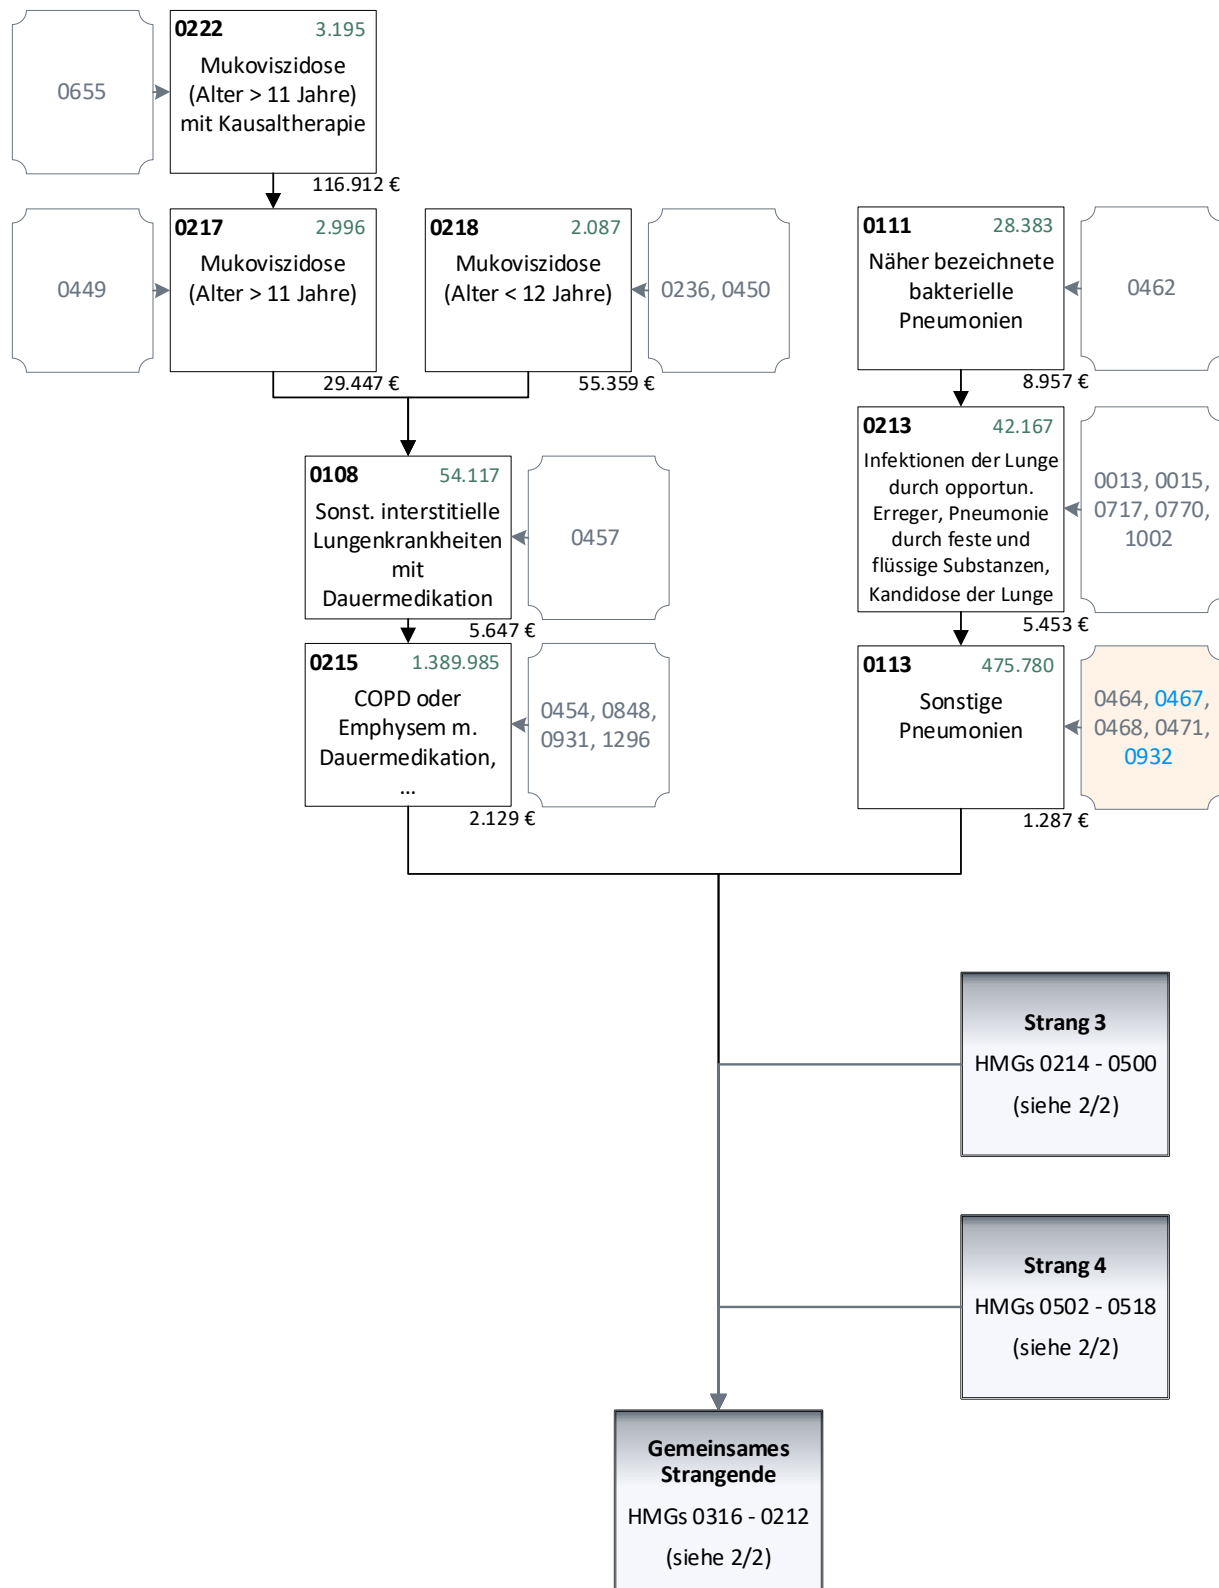 0655
0222 3.195
Mukoviszidose
(Alter > 11 Jahre)
mit Kausaltherapie
116.912 €
0449
0217 2.996
Mukoviszidose
(Alter > 11 Jahre)
29.447 €
0218 2.087
Mukoviszidose
(Alter < 12 Jahre)
55.359 €
0236, 0450
0111 28.383
Näher bezeichnete
bakterielle
Pneumonien
8.957 €
0462
0108 54.117
Sonst. interstitielle
Lungenkrankheiten
mit
Dauermedikation
5.647 €
0457
0213 42.167
Infektionen der Lunge
durch opportun.
Erreger, Pneumonie
durch feste und
flüssige Substanzen,
Kandidose der Lunge
5.453 €
0013, 0015,
0717, 0770,
1002
0215 1.389.985
COPD oder
Emphysem m.
Dauermedikation,
...
2.129 €
0454, 0848,
0931, 1296
0113 475.780
Sonstige
Pneumonien
1.287 €
0464, 0467,
0468, 0471,
0932
Strang 3
HMGs 0214 - 0500
(siehe 2/2)
Strang 4
HMGs 0502 - 0518
(siehe 2/2)
Gemeinsames
Strangende
HMGs 0316 - 0212
(siehe 2/2)